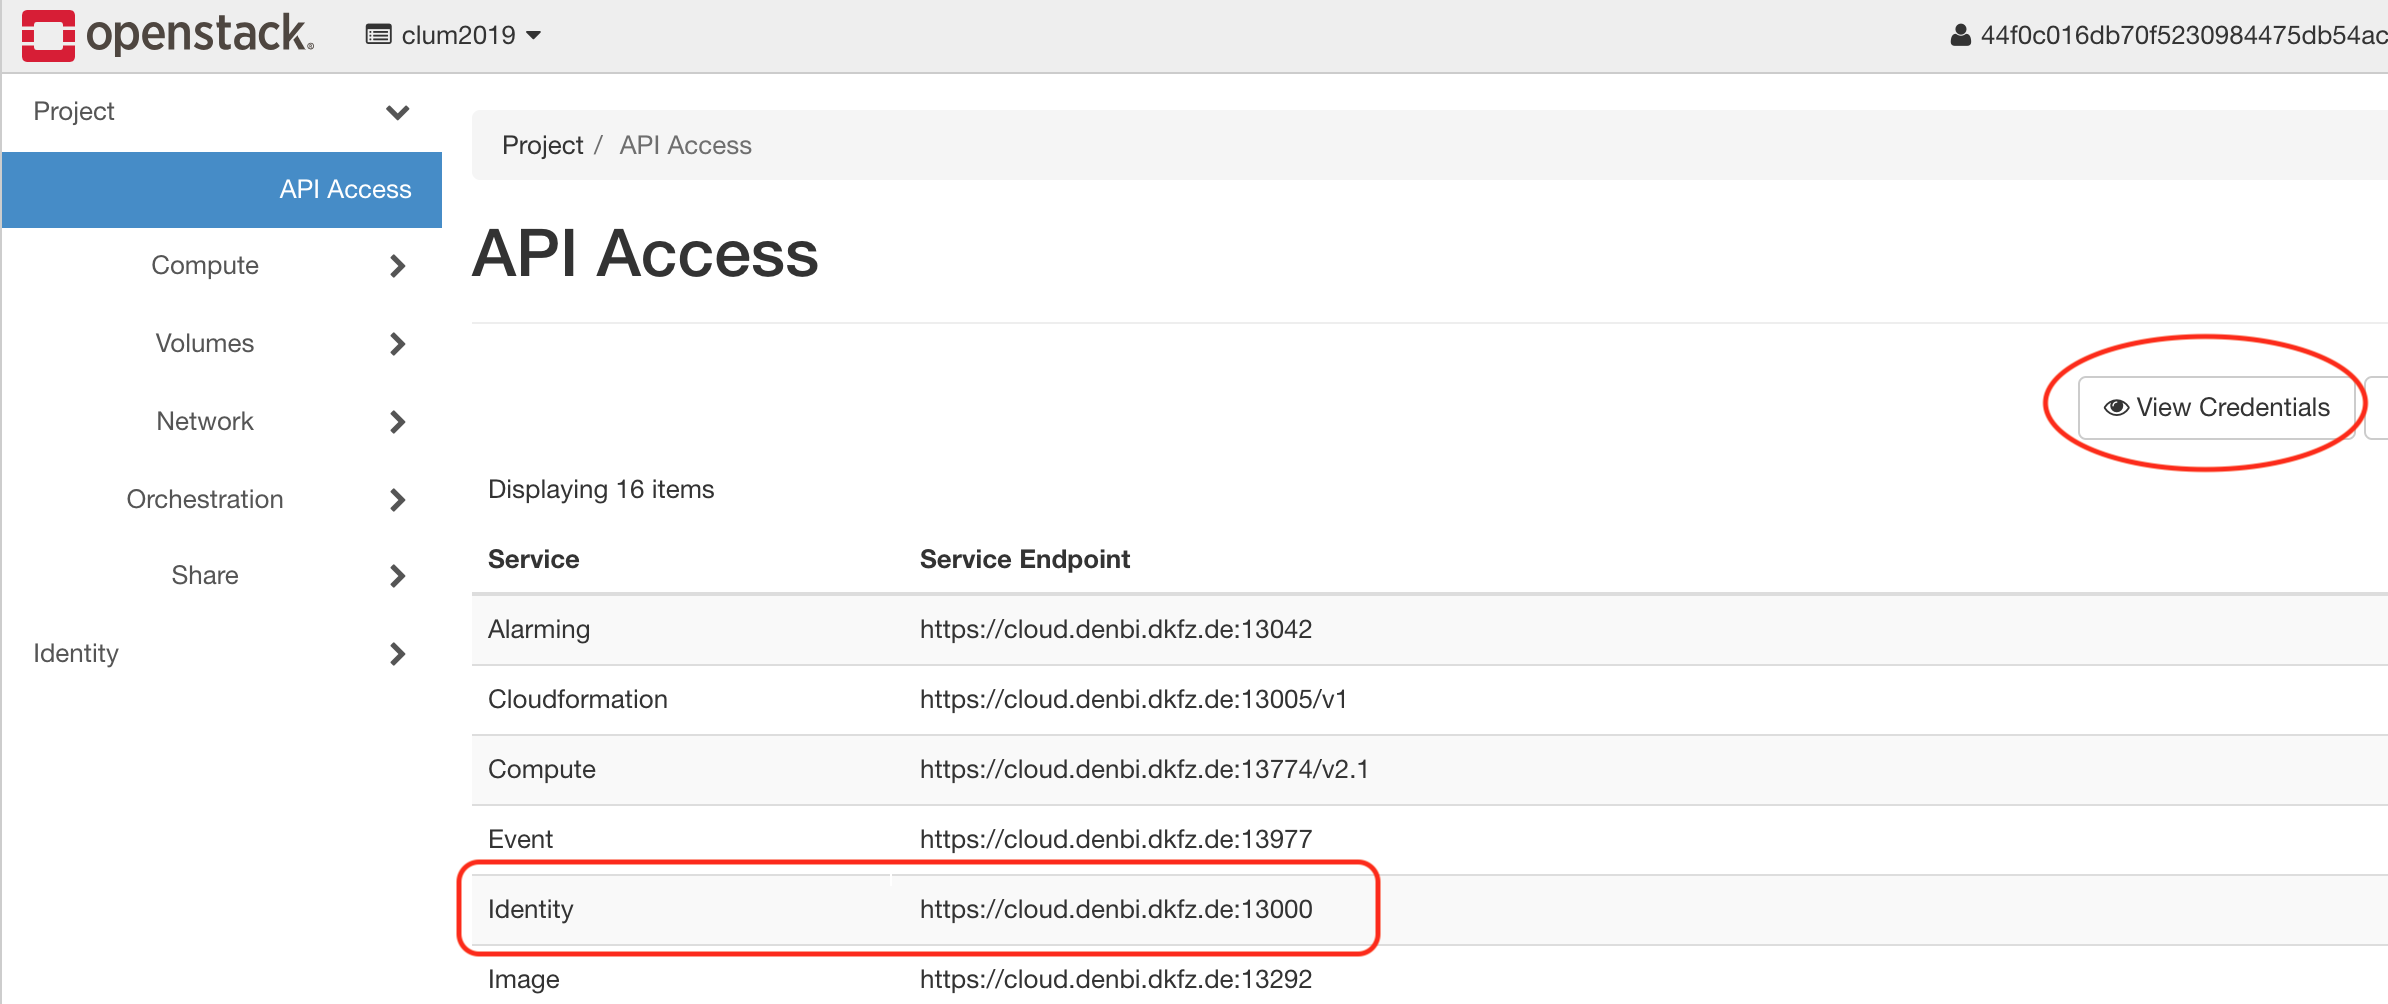 openstack.
clum2019
44f0c016db70f5230984475db54ac
Project
API Access
Compute
Volumes
Network
Orchestration
Share
Identity
Project / API Access
API Access
View Credentials
Displaying 16 items
Service Service Endpoint
Alarming https://cloud.denbi.dkfz.de:13042
Cloudformation https://cloud.denbi.dkfz.de:13005/v1
Compute https://cloud.denbi.dkfz.de:13774/v2.1
Event https://cloud.denbi.dkfz.de:13977
Identity https://cloud.denbi.dkfz.de:13000
Image https://cloud.denbi.dkfz.de:13292